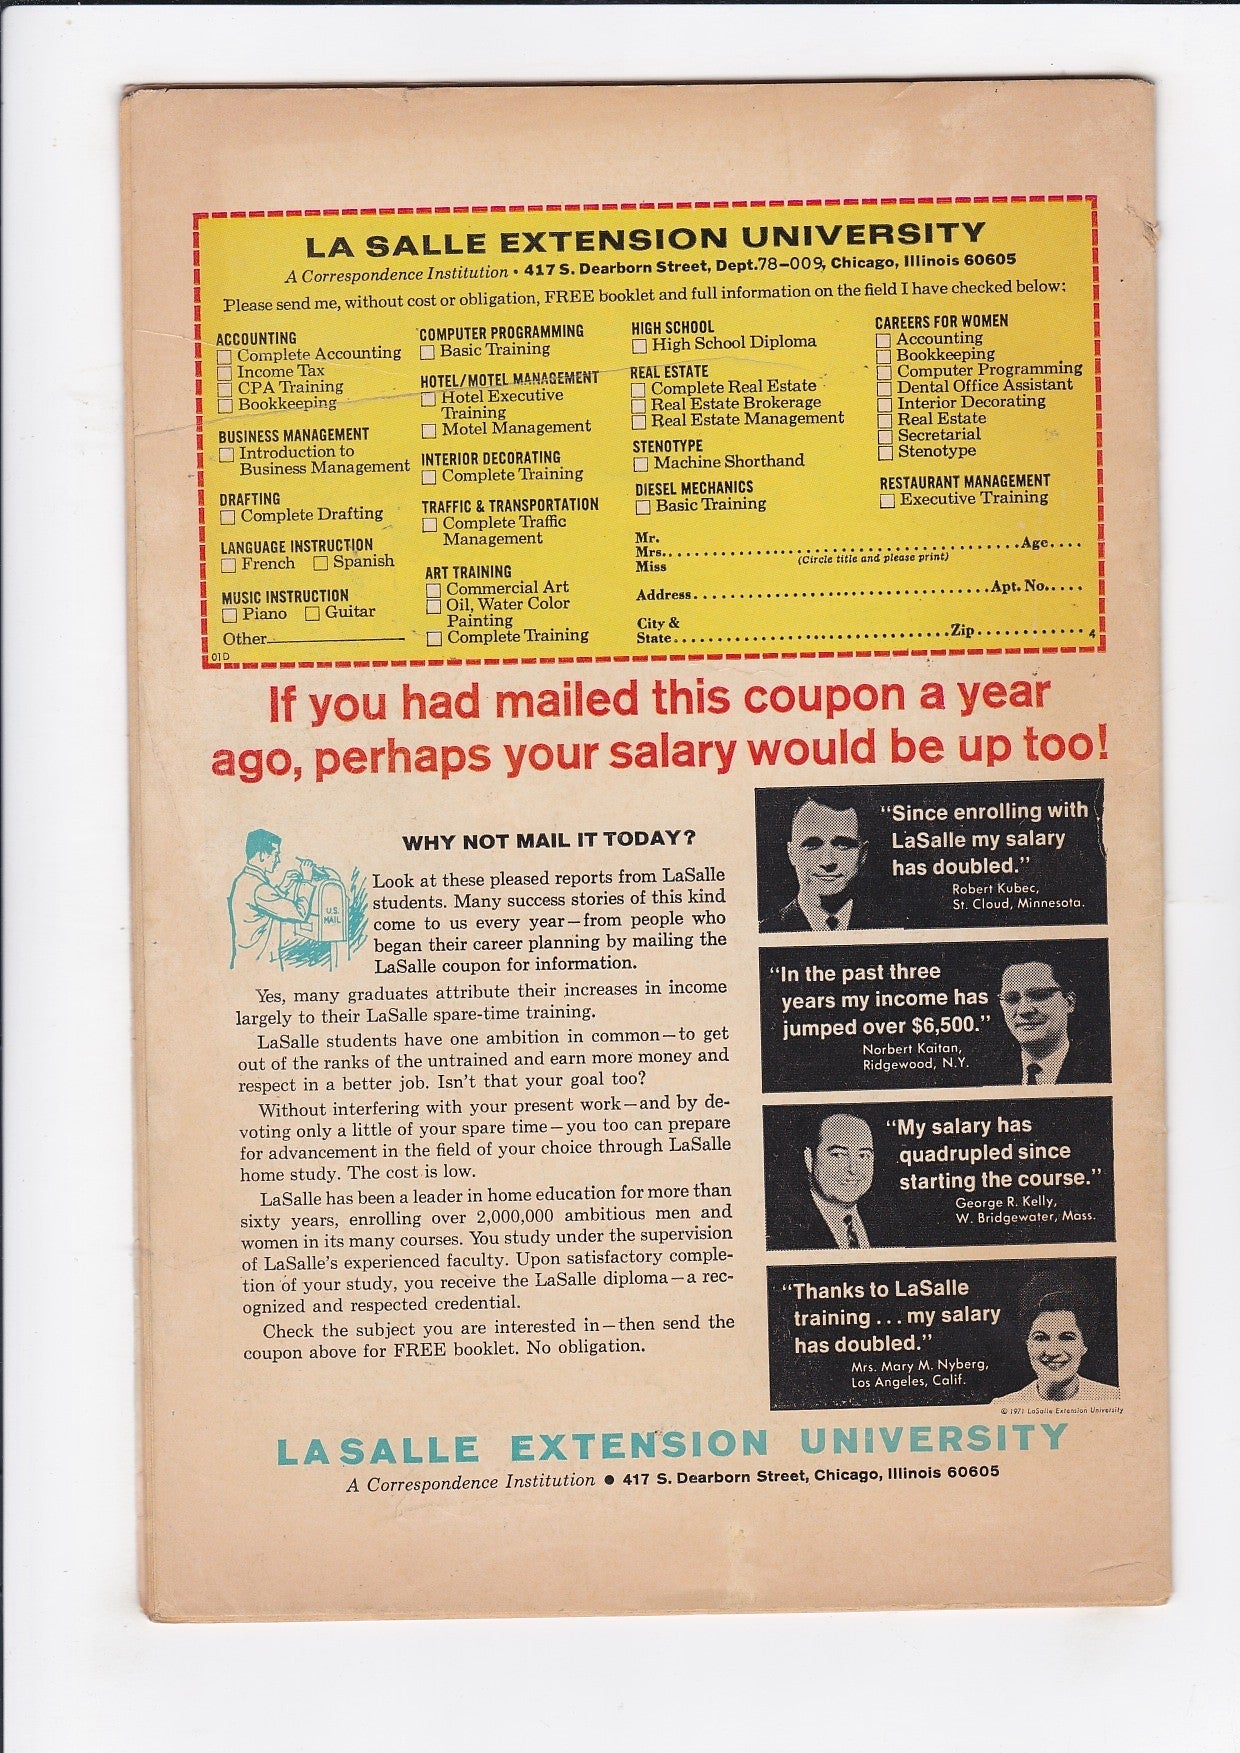 LA SALLE EXTENSION UNIVERSITY
A Correspondence Institution • 417 S. Dearborn Street, Dept.78-009, Chicago, Illinois 60605
Please send me, without cost or obligation, FREE booklet and full information on the field I have checked below:
ACCOUNTING
Complete Accounting
Income Tax
CPA Training
Bookkeeping
BUSINESS MANAGEMENT
Introduction to
Business Management
DRAFTING
Complete Drafting
LANGUAGE INSTRUCTION
French Spanish
MUSIC INSTRUCTION
Piano Guitar
Other
01D
COMPUTER PROGRAMMING
Basic Training
HOTEL/MOTEL MANAGEMENT
Hotel Executive
Training
Motel Management
INTERIOR DECORATING
Complete Training
TRAFFIC & TRANSPORTATION
Complete Traffic
Management
ART TRAINING
Commercial Art
Oil, Water Color
Painting
Complete Training
HIGH SCHOOL
High School Diploma
REAL ESTATE
Complete Real Estate
Real Estate Brokerage
Real Estate Management
STENOTYPE
Machine Shorthand
DIESEL MECHANICS
Basic Training
CAREERS FOR WOMEN
Accounting
Bookkeeping
Computer Programming
Dental Office Assistant
Interior Decorating
Real Estate
Secretarial
Stenotype
RESTAURANT MANAGEMENT
Executive Training
Mr.
Mrs. Age
(Circle title and please print)
Miss
Address Apt. No.
City &
State Zip 4
If you had mailed this coupon a year
ago, perhaps your salary would be up too!
WHY NOT MAIL IT TODAY?
U.S.
MAIL
Look at these pleased reports from LaSalle
students. Many success stories of this kind
come to us every year—from people who
began their career planning by mailing the
LaSalle coupon for information.
Yes, many graduates attribute their increases in income
largely to their LaSalle spare-time training.
LaSalle students have one ambition in common—to get
out of the ranks of the untrained and earn more money and
respect in a better job. Isn't that your goal too?
Without interfering with your present work—and by de-
voting only a little of your spare time—you too can prepare
for advancement in the field of your choice through LaSalle
home study. The cost is low.
LaSalle has been a leader in home education for more than
sixty years, enrolling over 2,000,000 ambitious men and
women in its many courses. You study under the supervision
of LaSalle's experienced faculty. Upon satisfactory comple-
tion of your study, you receive the LaSalle diploma—a rec-
ognized and respected credential.
Check the subject you are interested in—then send the
coupon above for FREE booklet. No obligation.
"Since enrolling with
LaSalle my salary
has doubled."
Robert Kubec,
St. Cloud, Minnesota.
"In the past three
years my income has
jumped over $6,500."
Norbert Kaitan,
Ridgewood, N.Y.
"My salary has
quadrupled since
starting the course."
George R. Kelly,
W. Bridgewater, Mass.
"Thanks to LaSalle
training ... my salary
has doubled."
Mrs. Mary M. Nyberg,
Los Angeles, Calif.
© 1971 LaSalle Extension University
LA SALLE EXTENSION UNIVERSITY
A Correspondence Institution • 417 S. Dearborn Street, Chicago, Illinois 60605